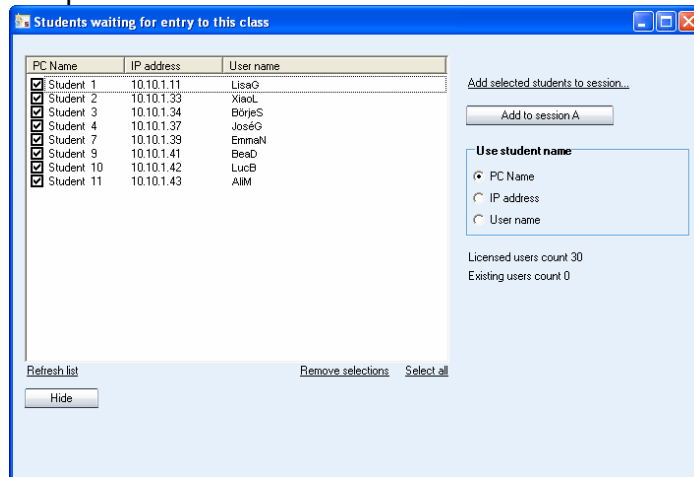 Students waiting for entry to this class
PC Name IP address User name
Student 1 10.10.1.11 LisaG
Student 2 10.10.1.33 XiaoL
Student 3 10.10.1.34 BörjeS
Student 4 10.10.1.37 JoséG
Student 7 10.10.1.39 EmmaN
Student 9 10.10.1.41 BeaD
Student 10 10.10.1.42 LucB
Student 11 10.10.1.43 AliM
Refresh list Remove selections Select all
Hide
Add selected students to session...
Add to session A
Use student name
PC Name
IP address
User name
Licensed users count 30
Existing users count 0